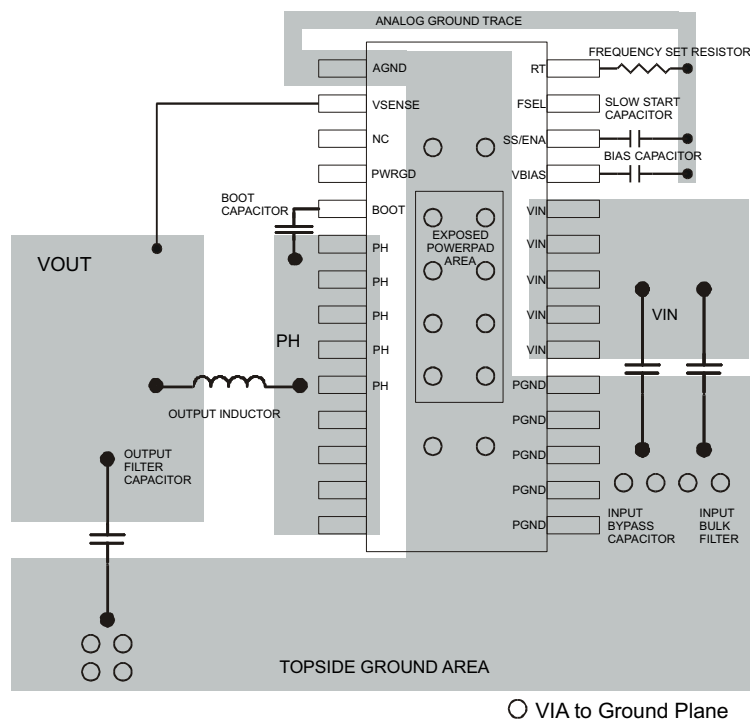 ANALOG GROUND TRACE
FREQUENCY SET RESISTOR
AGND
RT
VSENSE
FSEL
SLOW START
CAPACITOR
NC
SS/ENA
BIAS CAPACITOR
PWRGD
VBIAS
BOOT
CAPACITOR
BOOT
VIN
EXPOSED
POWERPAD
AREA
VOUT
PH
VIN
PH
VIN
PH
VIN
VIN
PH
PH
VIN
PH
PGND
OUTPUT INDUCTOR
PGND
OUTPUT
FILTER
CAPACITOR
PGND
PGND
INPUT
BYPASS
CAPACITOR
INPUT
BULK
FILTER
PGND
TOPSIDE GROUND AREA
VIA to Ground Plane